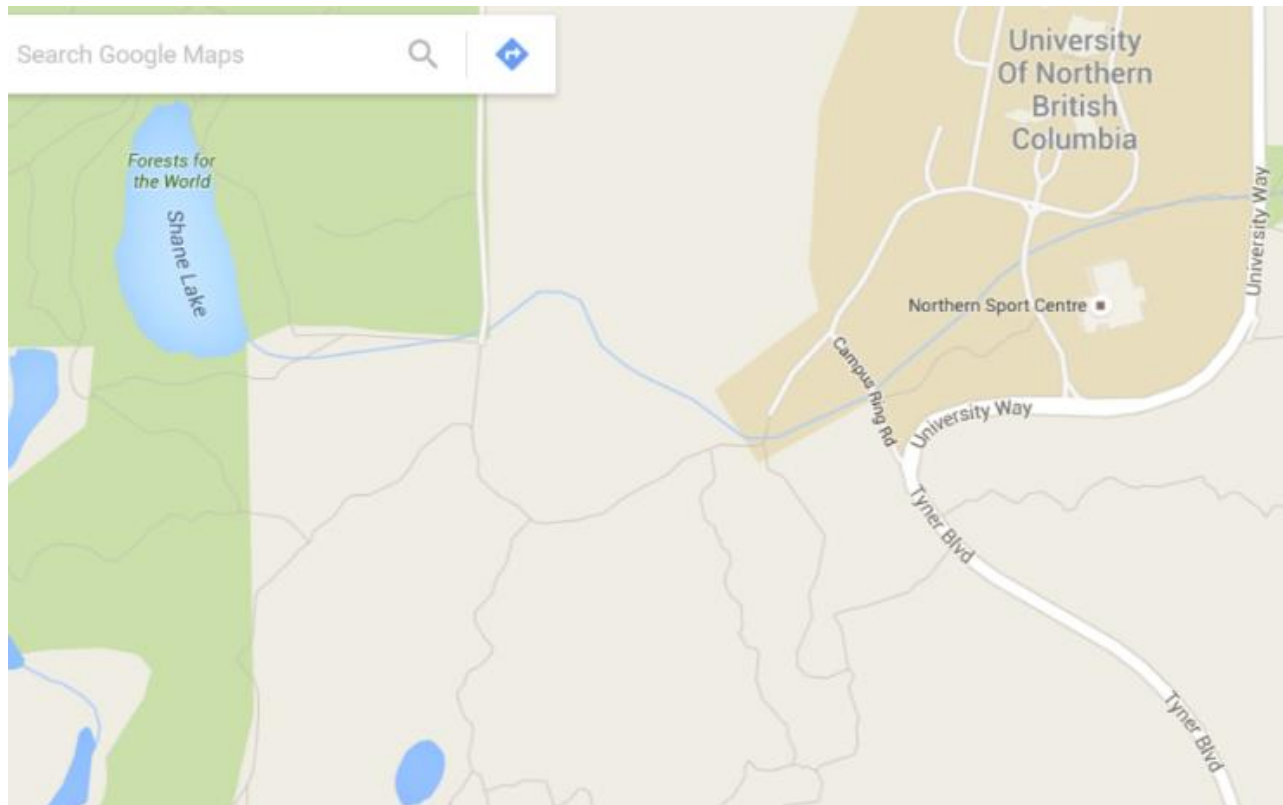 Search Google Maps
University
Of Northern
British
Columbia
Forests for
the World
Shane Lake
University Way
Northern Sport Centre
Campus Ring Rd
University Way
Tyner Blvd
Tyner Blvd